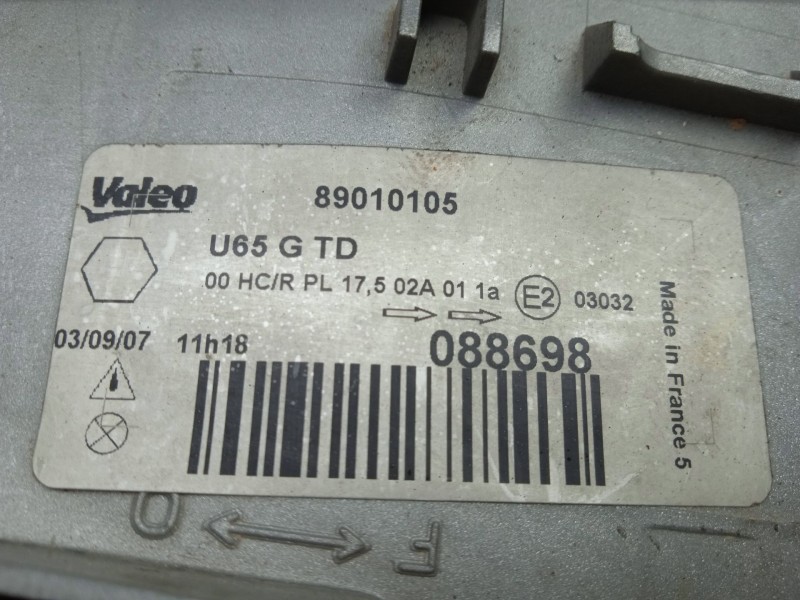 Valeo
89010105
U65 G TD
00 HC/R PL 17,5 02A 01 1a
E2
03032
03/09/07
11h18
088698
Made in France 5
O
F